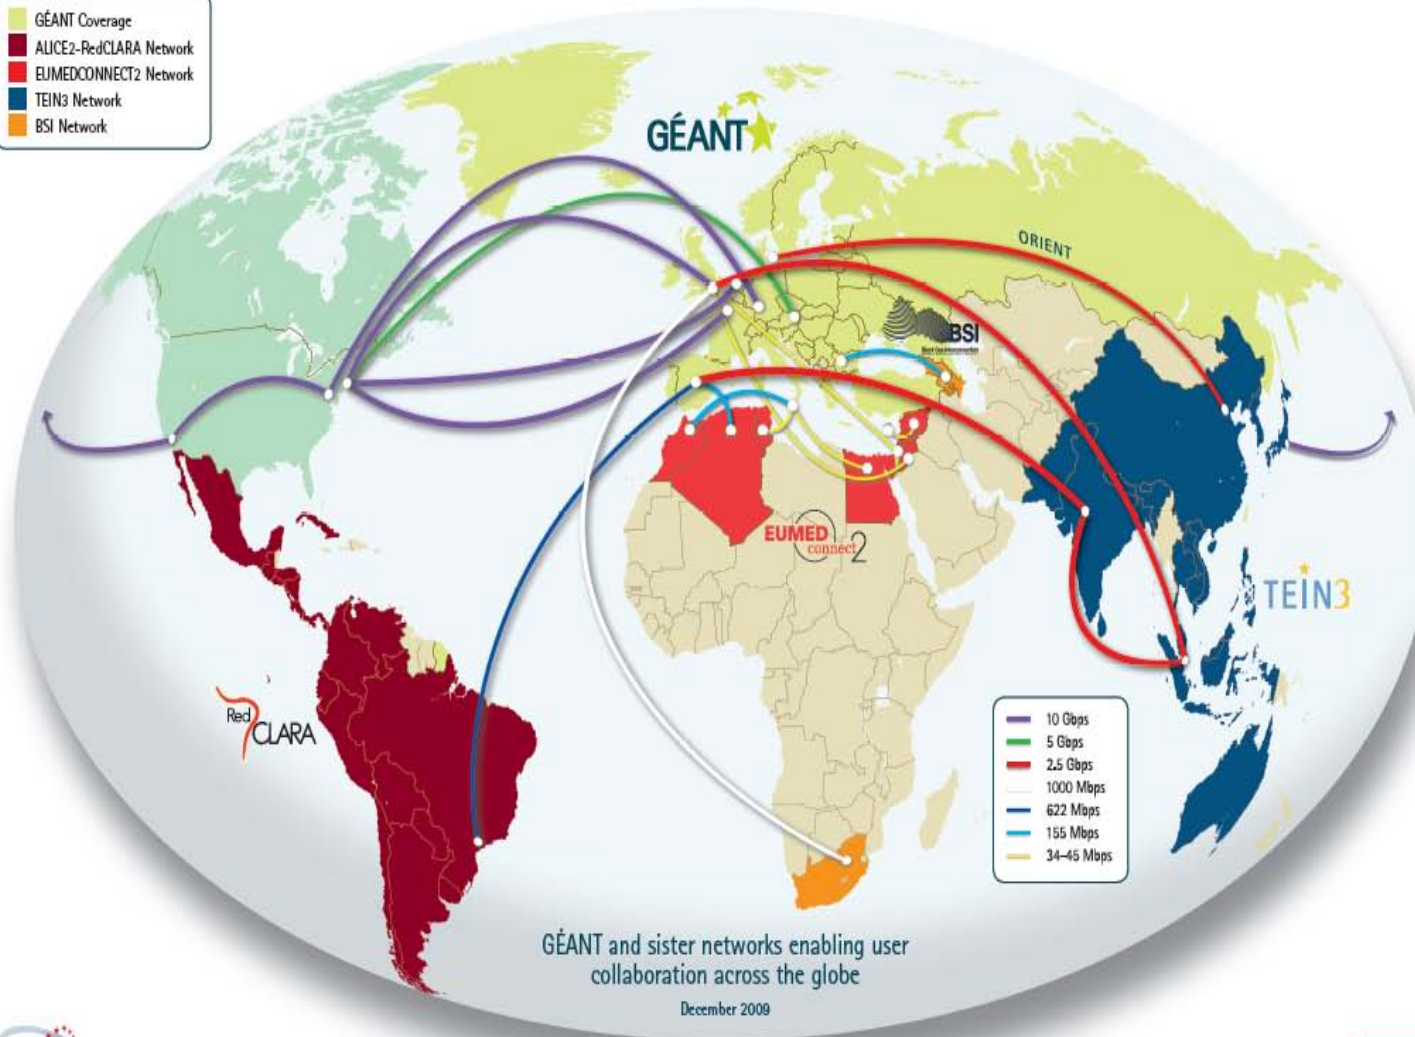 GÉANT Coverage
ALICE2-RedCLARA Network
EUMEDCONNECT2 Network
TEIN3 Network
BSI Network
GÉANT
ORIENT
BSI
EUMED
connect2
TEIN3
Red
CLARA
10 Gbps
5 Gbps
2.5 Gbps
1000 Mbps
622 Mbps
155 Mbps
34-45 Mbps
GÉANT and sister networks enabling user
collaboration across the globe
December 2009